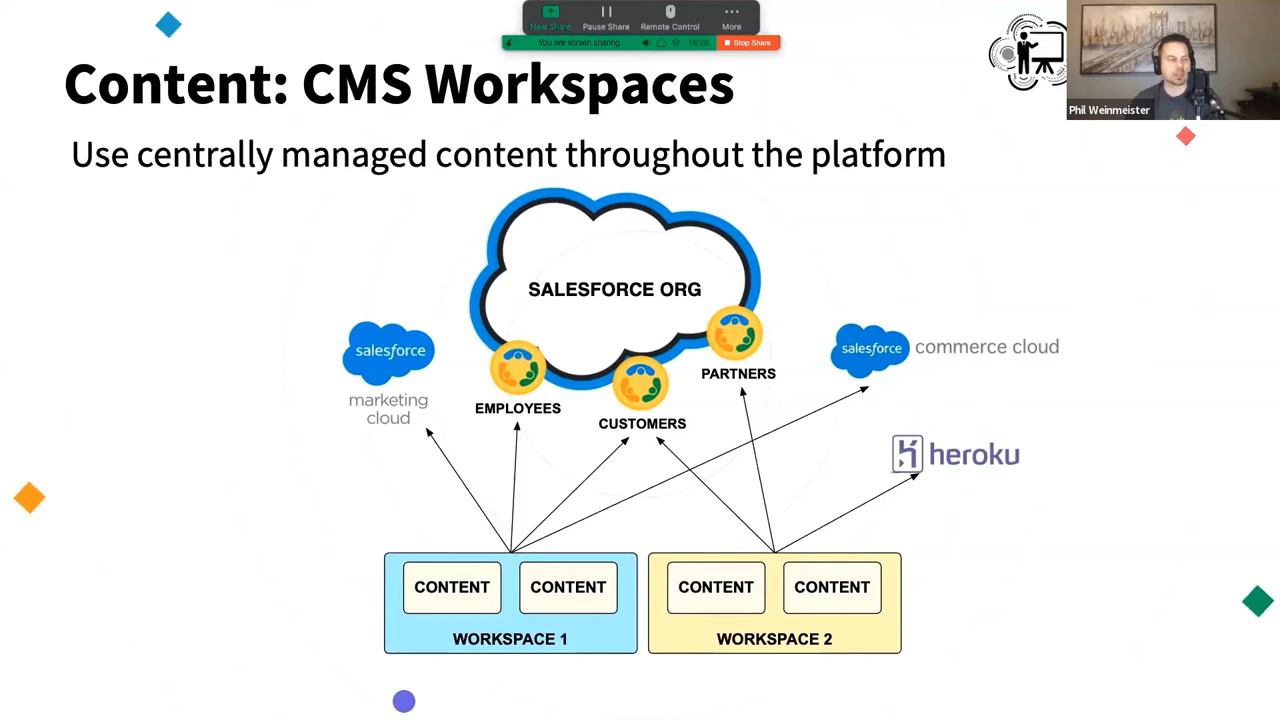 New Share
Pause Share
Remote Control
More
You are screen sharing
Stop Share
Content: CMS Workspaces
Phil Weinmeister
Use centrally managed content throughout the platform
SALESFORCE ORG
salesforce
marketing
cloud
EMPLOYEES
CUSTOMERS
PARTNERS
salesforce
commerce cloud
heroku
CONTENT
CONTENT
WORKSPACE 1
CONTENT
CONTENT
WORKSPACE 2